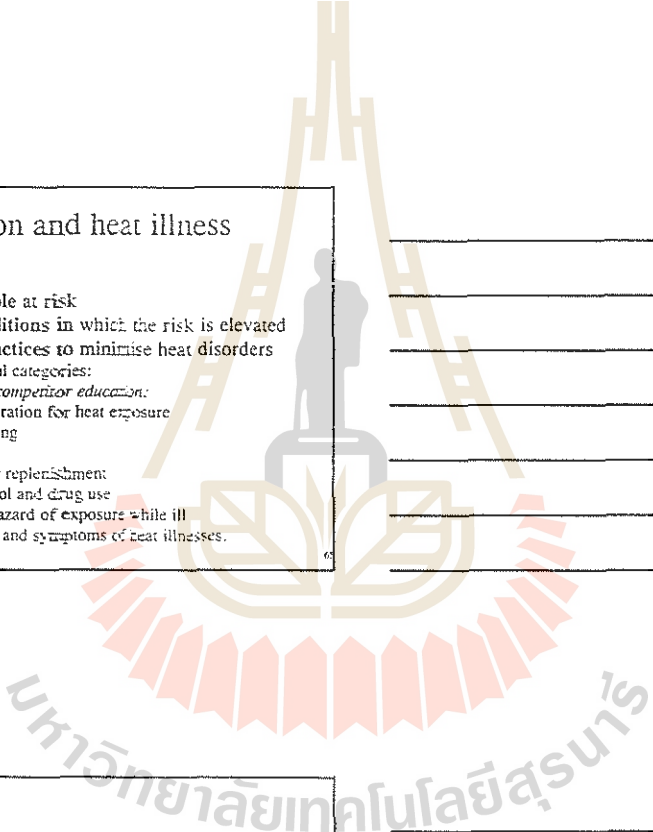 on and heat illness
le at risk
litions in which the risk is elevated
ctices to minimise heat disorders
al categories:
competitor education:
ration for heat exposure
ng
replenishment
ol and drug use
azard of exposure while ill
and symptoms of heat illnesses.
มหาวิทยาลัยเทคโนโลยีสุรนารี